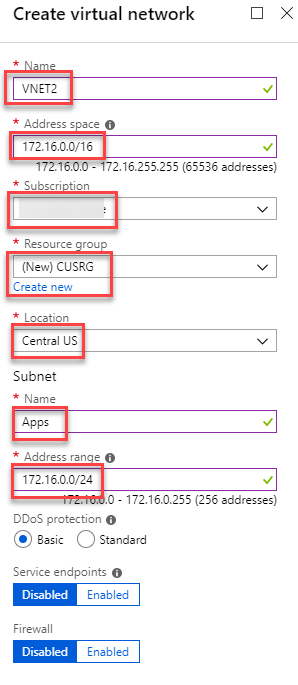 Create virtual network
* Name
VNET2
* Address space
172.16.0.0/16
172.16.0.0 - 172.16.255.255 (65536 addresses)
* Subscription
* Resource group
(New) CUSRG
Create new
* Location
Central US
Subnet
* Name
Apps
* Address range
172.16.0.0/24
172.16.0.0 - 172.16.0.255 (256 addresses)
DDoS protection
Basic Standard
Service endpoints
Disabled Enabled
Firewall
Disabled Enabled